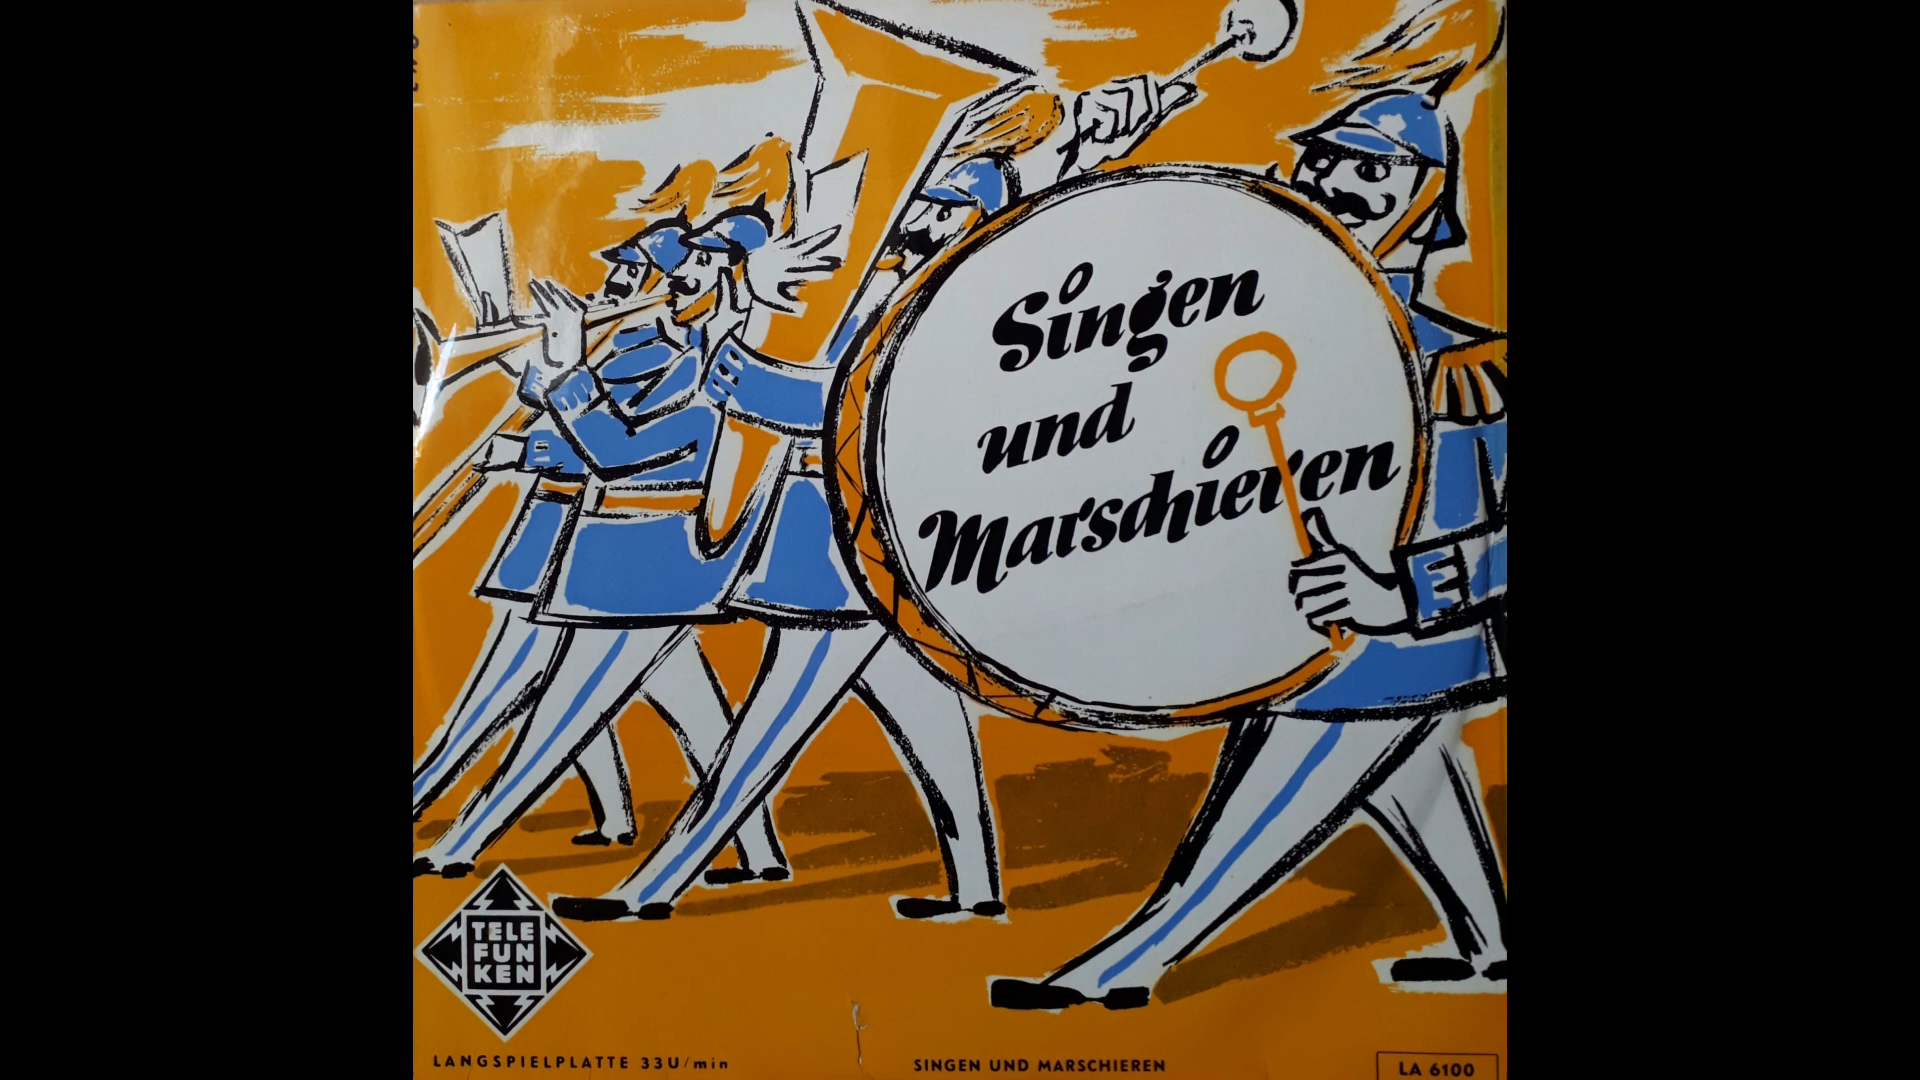 Singen
und
Marschieren
TELE
FUN
KEN
LANGSPIELPLATTE 33U/min
SINGEN UND MARSCHIEREN
LA 6100